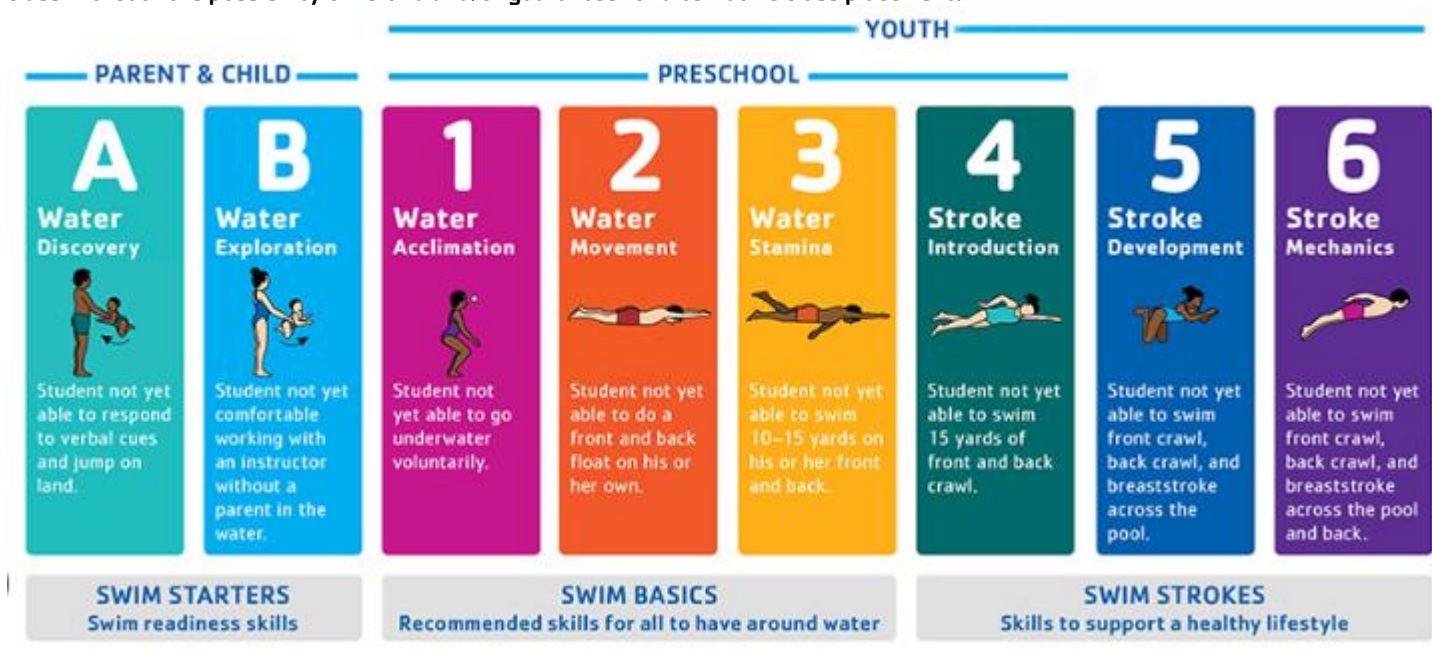 YOUTH
PARENT & CHILD
PRESCHOOL
A
Water
Discovery
Student not yet
able to respond
to verbal cues
and jump on
land.
B
Water
Exploration
Student not yet
comfortable
working with
an instructor
without a
parent in the
water.
1
Water
Acclimation
Student not
yet able to go
underwater
voluntarily.
2
Water
Movement
Student not yet
able to do a
front and back
float on his or
her own.
3
Water
Stamina
Student not yet
able to swim
10–15 yards on
his or her front
and back.
4
Stroke
Introduction
Student not yet
able to swim
15 yards of
front and back
crawl.
5
Stroke
Development
Student not yet
able to swim
front crawl,
back crawl, and
breaststroke
across the
pool.
6
Stroke
Mechanics
Student not yet
able to swim
front crawl,
back crawl, and
breaststroke
across the pool
and back.
SWIM STARTERS
Swim readiness skills
SWIM BASICS
Recommended skills for all to have around water
SWIM STROKES
Skills to support a healthy lifestyle